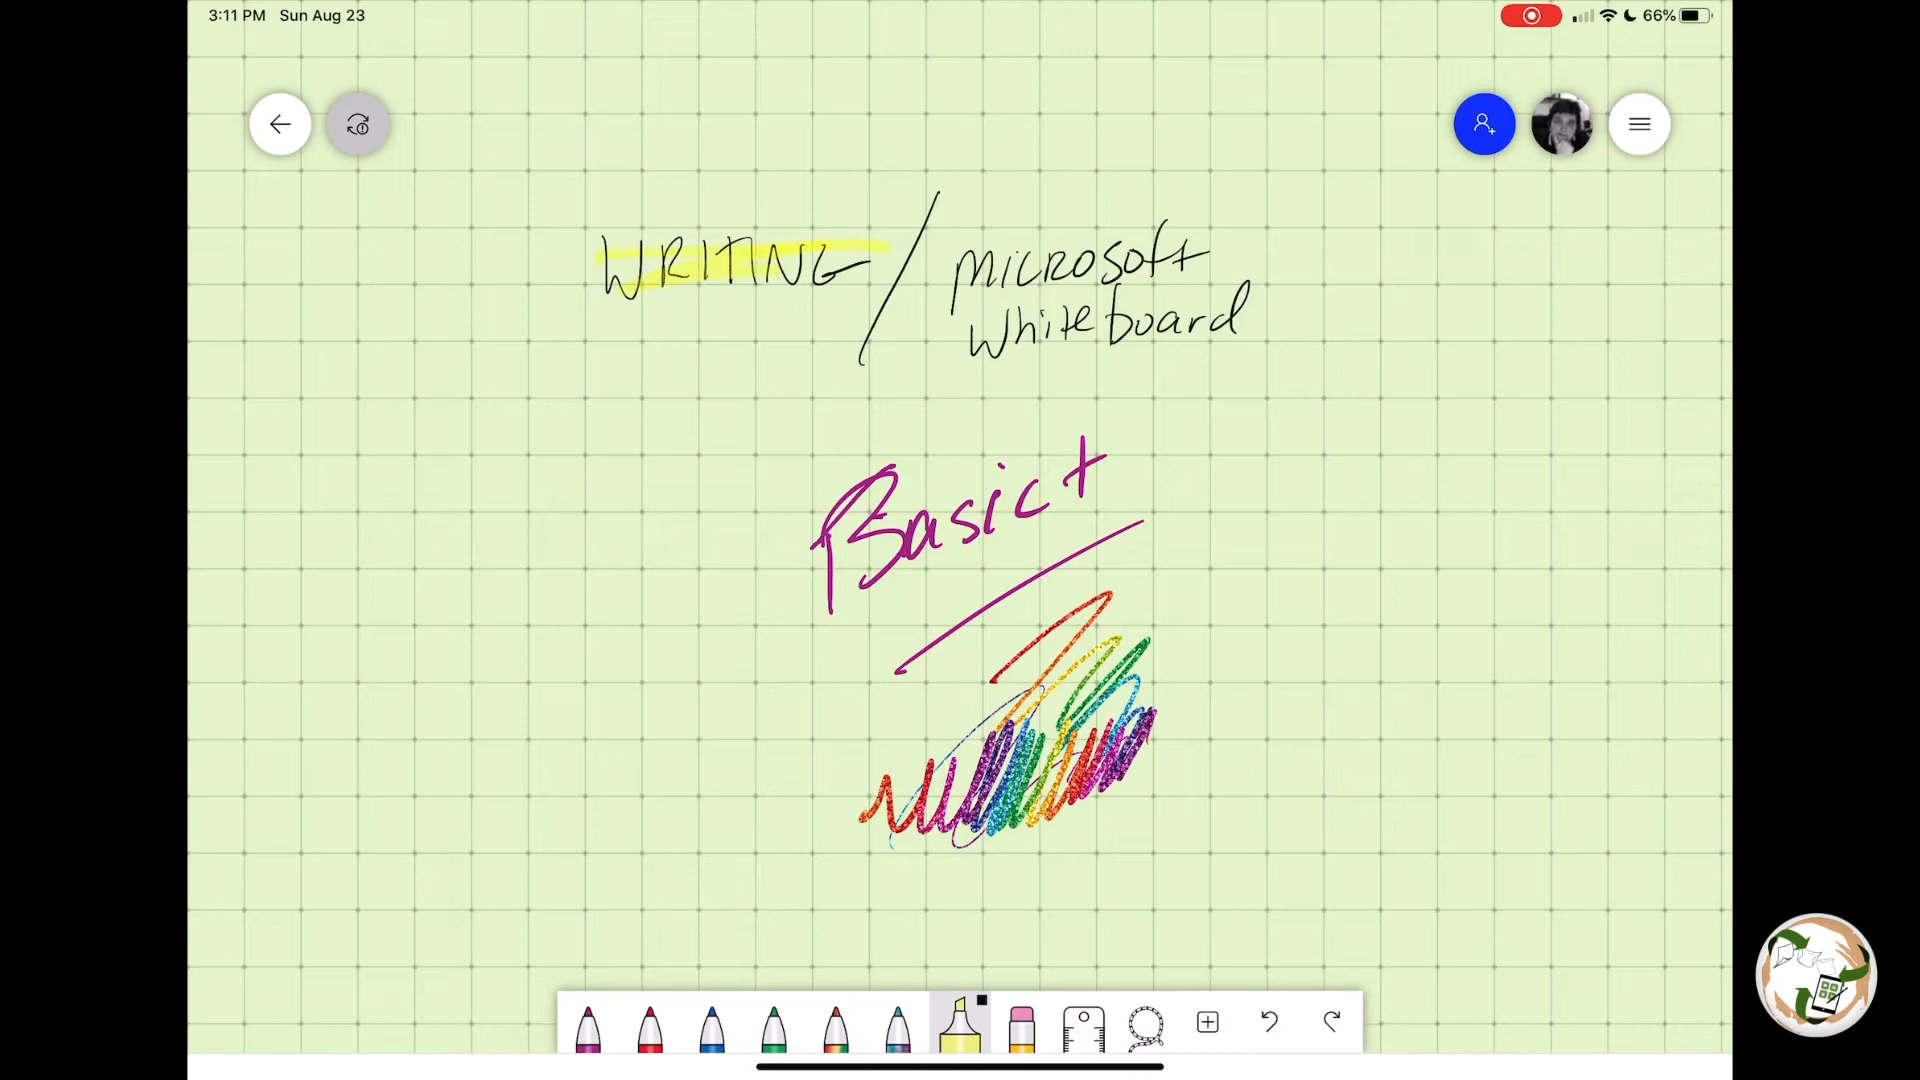 3:11 PM Sun Aug 23
66%
WRITING / MICROSOft
Whiteboard
Basic+